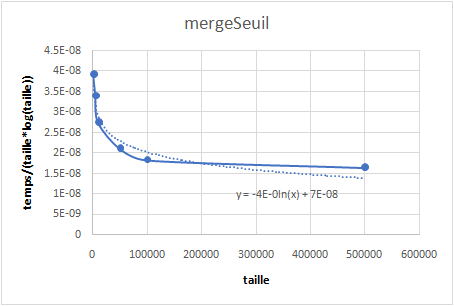 mergeSeuil
4.5E-08
4E-08
3.5E-08
3E-08
2.5E-08
2E-08
1.5E-08
1E-08
5E-09
0
temps/(taille*log(taille))
y = -4E-0ln(x) + 7E-08
0 100000 200000 300000 400000 500000 600000
taille